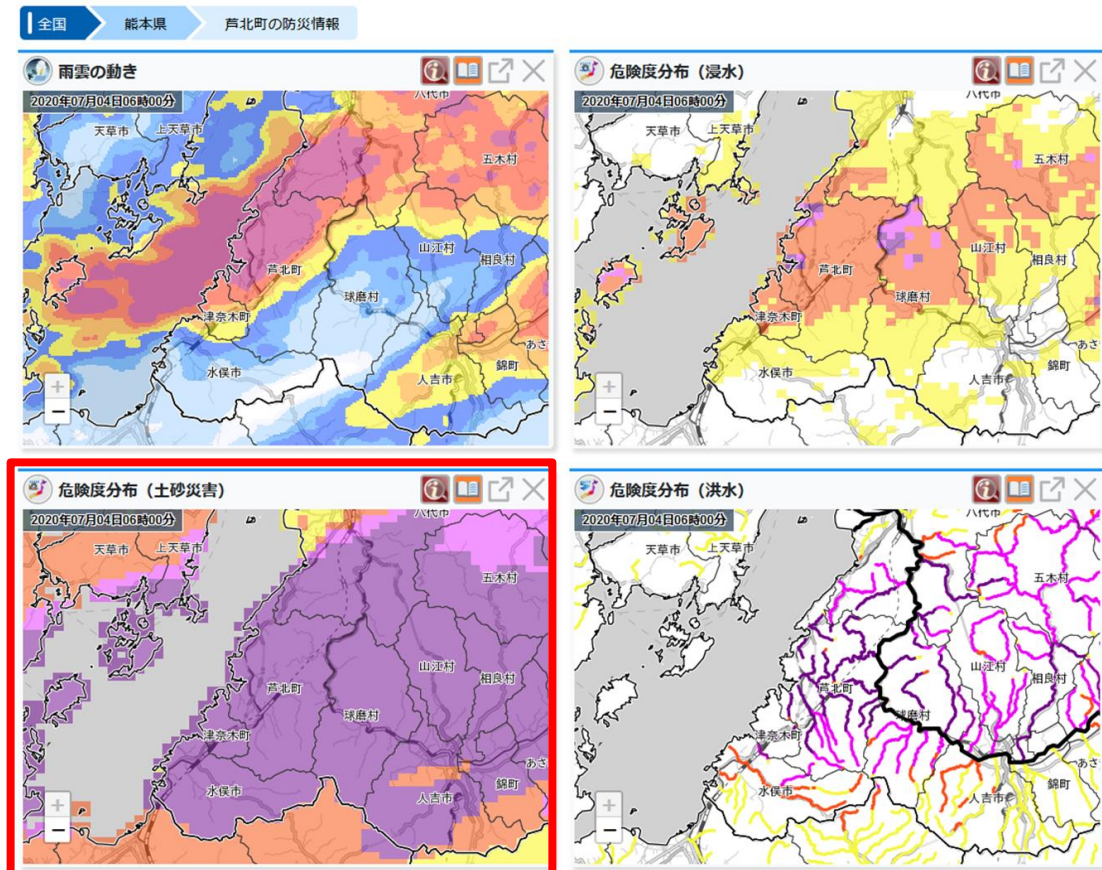 全国 熊本県 芦北町の防災情報
雨雲の動き
2020年07月04日06時00分
八代市
天草市
上天草市
五木村
山江村
相良村
芦北町
球磨村
津奈木町
あさ
水俣市
錦町
人吉市
+
−
危険度分布（浸水）
2020年07月04日06時00分
八代市
天草市
上天草市
五木村
山江村
相良村
芦北町
球磨村
津奈木町
あさ
水俣市
錦町
人吉市
+
−
危険度分布（土砂災害）
2020年07月04日06時00分
八代市
天草市
上天草市
五木村
山江村
相良村
芦北町
球磨村
津奈木町
あさ
水俣市
錦町
人吉市
+
−
危険度分布（洪水）
2020年07月04日06時00分
八代市
天草市
上天草市
五木村
山江村
相良村
芦北町
球磨村
津奈木町
あさ
水俣市
錦町
人吉市
+
−